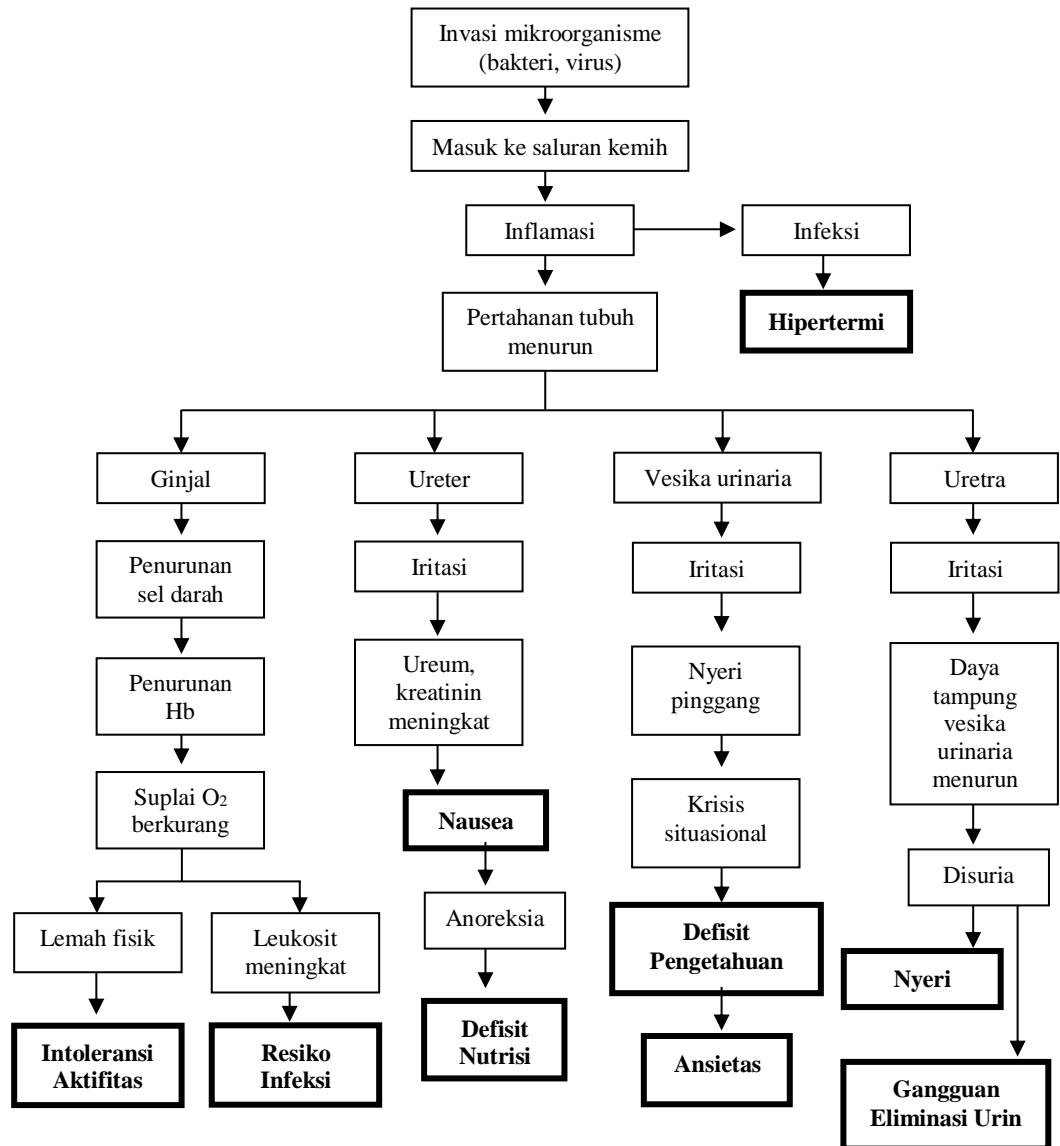 Invasi mikroorganisme
(bakteri, virus)
Masuk ke saluran kemih
Inflamasi
Infeksi
Pertahanan tubuh
menurun
Hipertermi
Ginjal
Ureter
Vesika urinaria
Uretra
Penurunan
sel darah
Iritasi
Iritasi
Iritasi
Penurunan
Hb
Ureum,
kreatinin
meningkat
Nyeri
pinggang
Daya
tampung
vesika
urinaria
menurun
Suplai O₂
berkurang
Nausea
Krisis
situasional
Disuria
Lemah fisik
Leukosit
meningkat
Anoreksia
Defisit
Pengetahuan
Nyeri
Intoleransi
Aktifitas
Resiko
Infeksi
Defisit
Nutrisi
Ansietas
Gangguan
Eliminasi Urin